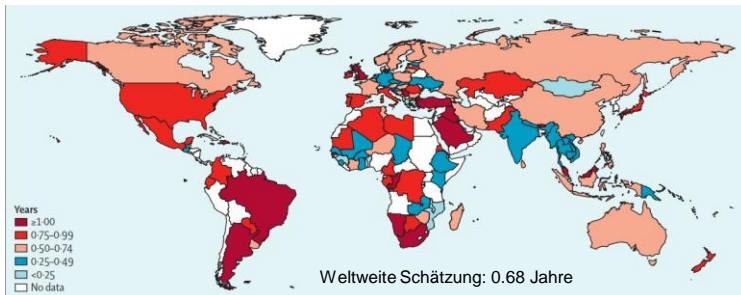 Years
≥1·00
0·75–0·99
0·50–0·74
0·25–0·49
<0·25
No data
Weltweite Schätzung: 0.68 Jahre